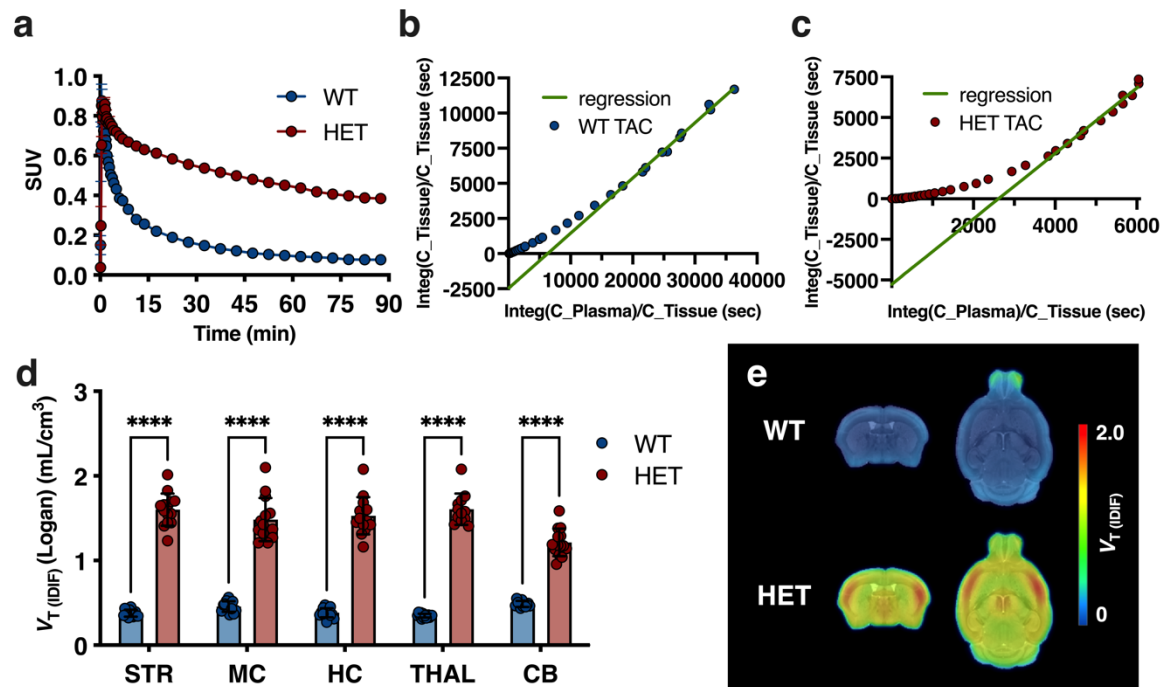 a
SUV
1.0
0.8
0.6
0.4
0.2
0.0
0
15
30
45
60
75
90
Time (min)
WT
HET
b
Integ(C_Tissue)/C_Tissue (sec)
12500
10000
7500
5000
2500
0
-2500
10000
20000
30000
40000
Integ(C_Plasma)/C_Tissue (sec)
regression
WT TAC
c
Integ(C_Tissue)/C_Tissue (sec)
7500
5000
2500
0
-2500
-5000
2000
4000
6000
Integ(C_Plasma)/C_Tissue (sec)
regression
HET TAC
d
V_T (IDIF) (Logan) (mL/cm³)
3
2
1
0
****
****
****
****
****
STR
MC
HC
THAL
CB
WT
HET
e
WT
HET
2.0
0
V_T (IDIF)